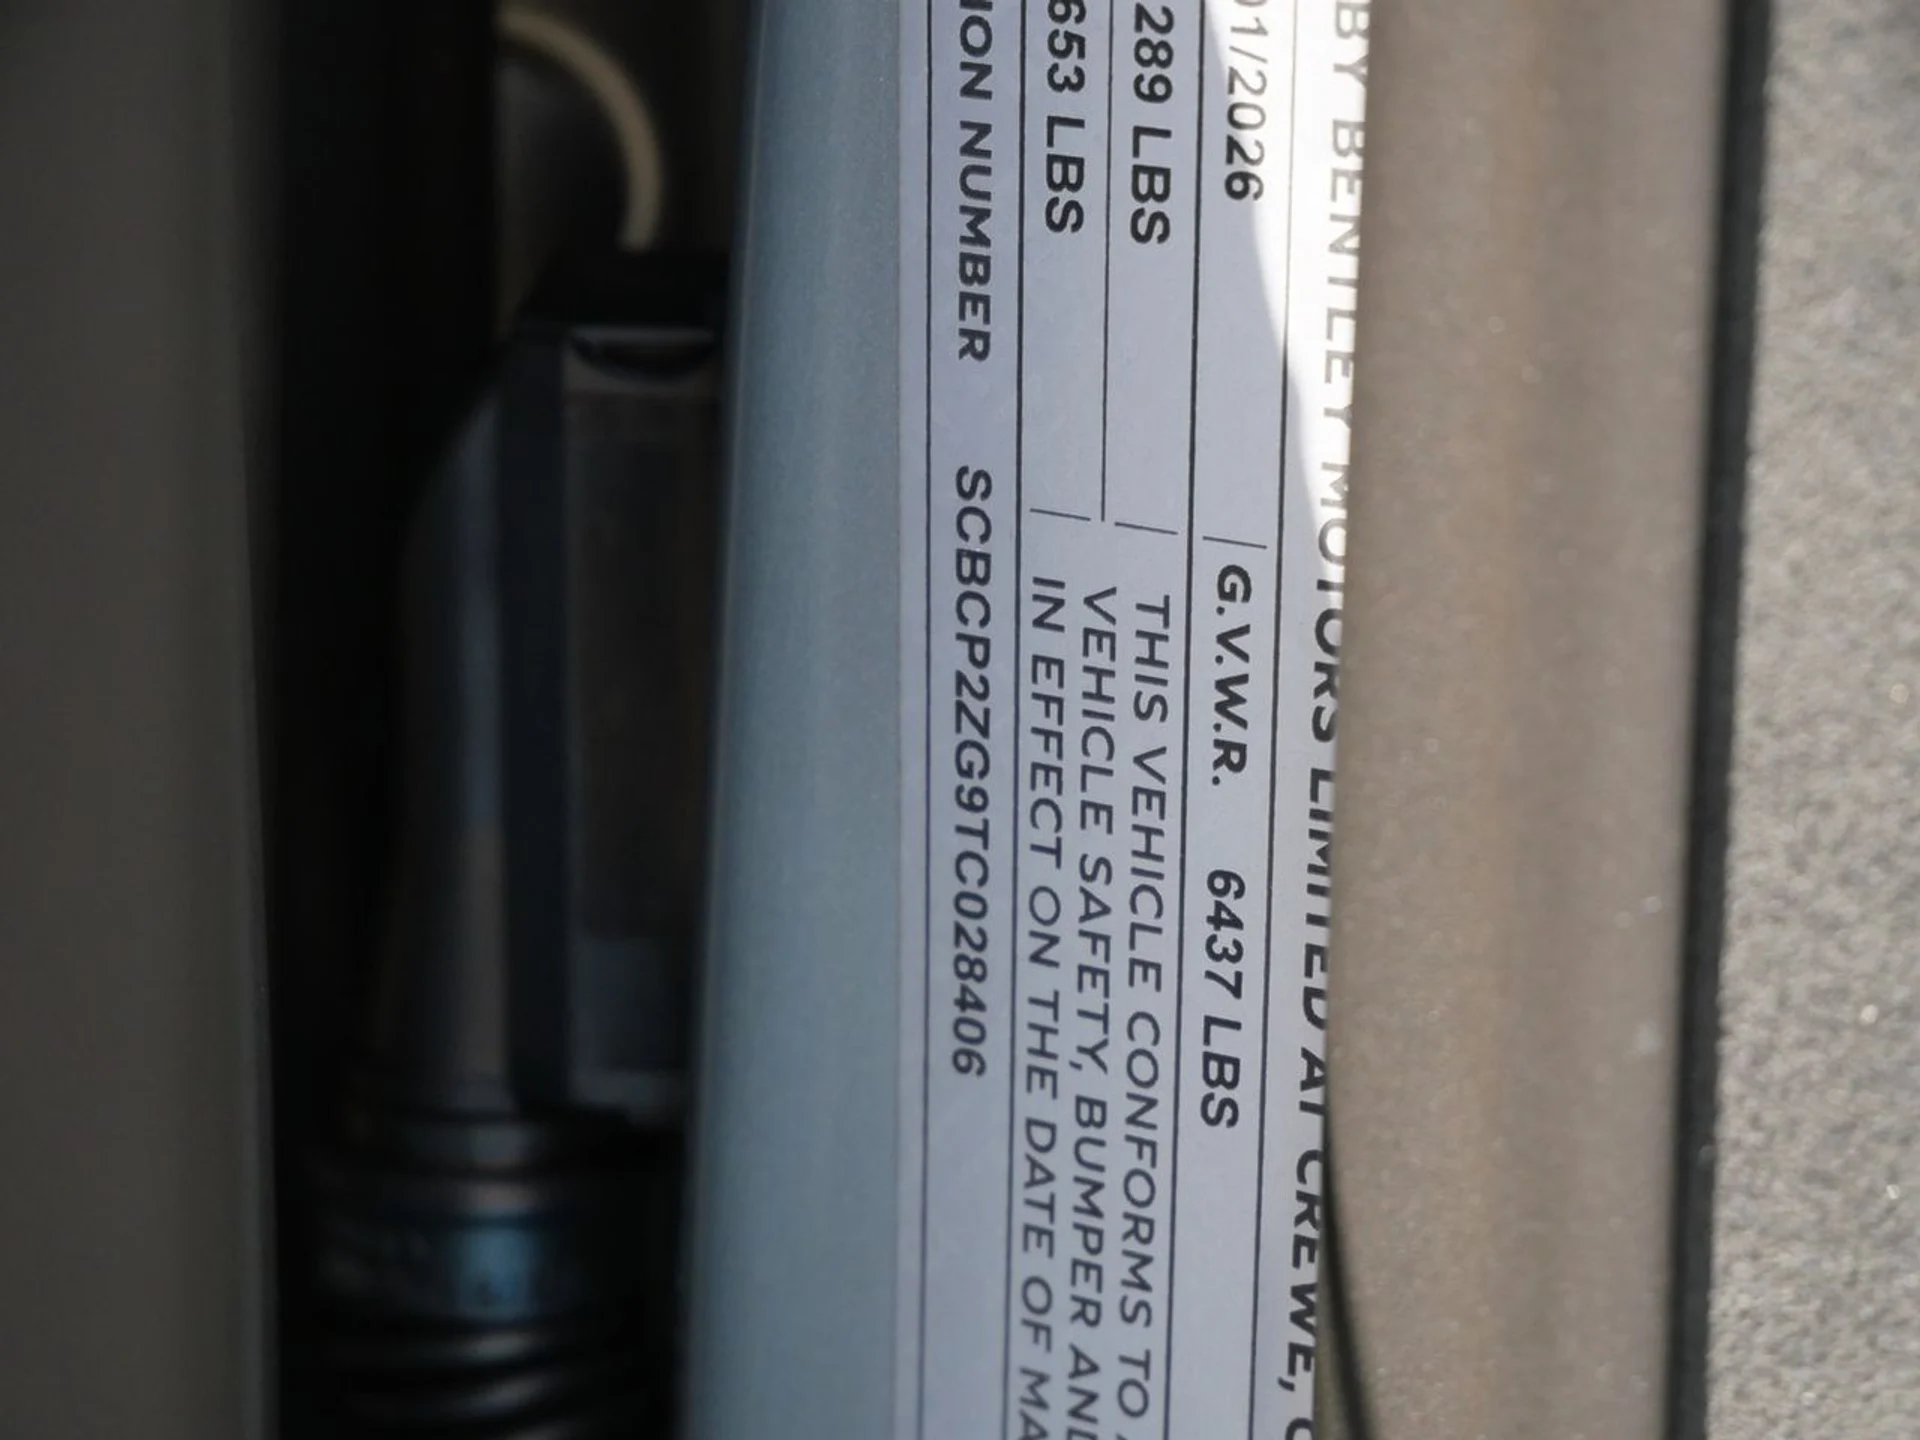 BY BENTLEY MOTORS LIMITED AT CREWE,
01/2026 G.V.W.R. 6437 LBS
289 LBS THIS VEHICLE CONFORMS TO
VEHICLE SAFETY, BUMPER AND
653 LBS IN EFFECT ON THE DATE OF MA
ION NUMBER SCBCP2ZG9TC028406